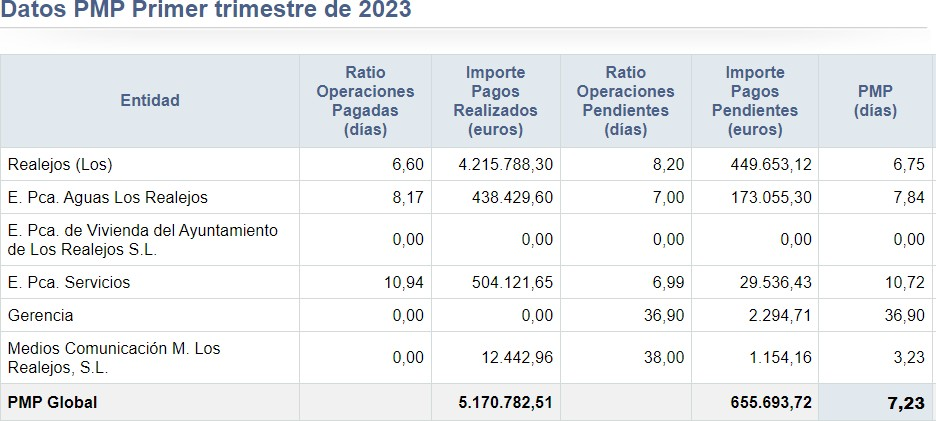 Datos PMP Primer trimestre de 2023
Entidad
Ratio
Operaciones
Pagadas
(días)
Importe
Pagos
Realizados
(euros)
Ratio
Operaciones
Pendientes
(días)
Importe
Pagos
Pendientes
(euros)
PMP
(días)
Realejos (Los) 6,60 4.215.788,30 8,20 449.653,12 6,75
E. Pca. Aguas Los Realejos 8,17 438.429,60 7,00 173.055,30 7,84
E. Pca. de Vivienda del Ayuntamiento
de Los Realejos S.L. 0,00 0,00 0,00 0,00 0,00
E. Pca. Servicios 10,94 504.121,65 6,99 29.536,43 10,72
Gerencia 0,00 0,00 36,90 2.294,71 36,90
Medios Comunicación M. Los
Realejos, S.L. 0,00 12.442,96 38,00 1.154,16 3,23
PMP Global 5.170.782,51 655.693,72 7,23